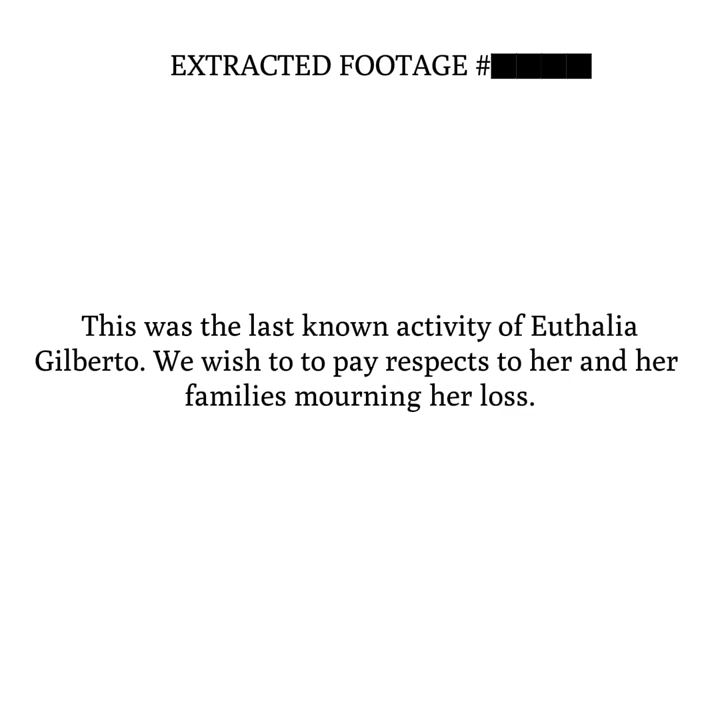 EXTRACTED FOOTAGE #████
This was the last known activity of Euthalia
Gilberto. We wish to to pay respects to her and her
families mourning her loss.